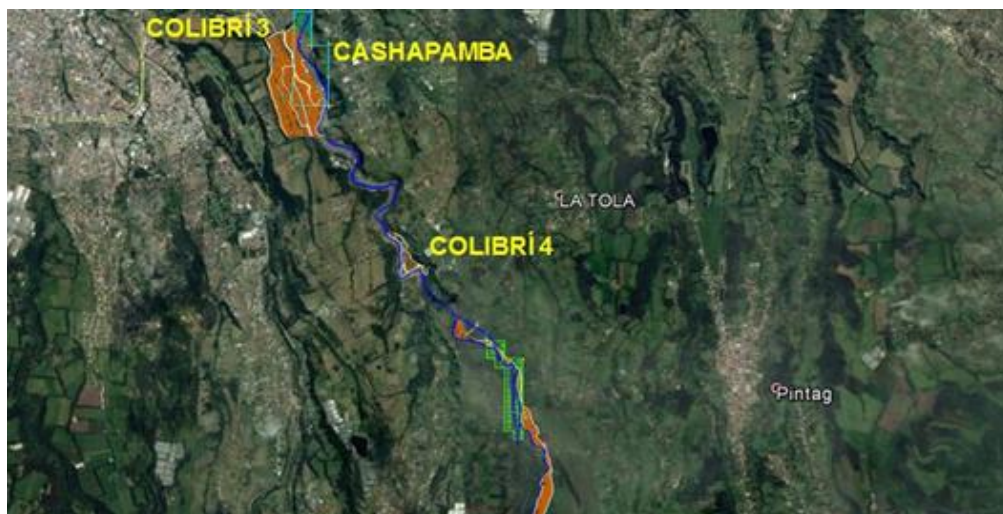 COLIBRÍ 3
CASHAPAMBA
LA TOLA
COLIBRÍ 4
Pintag